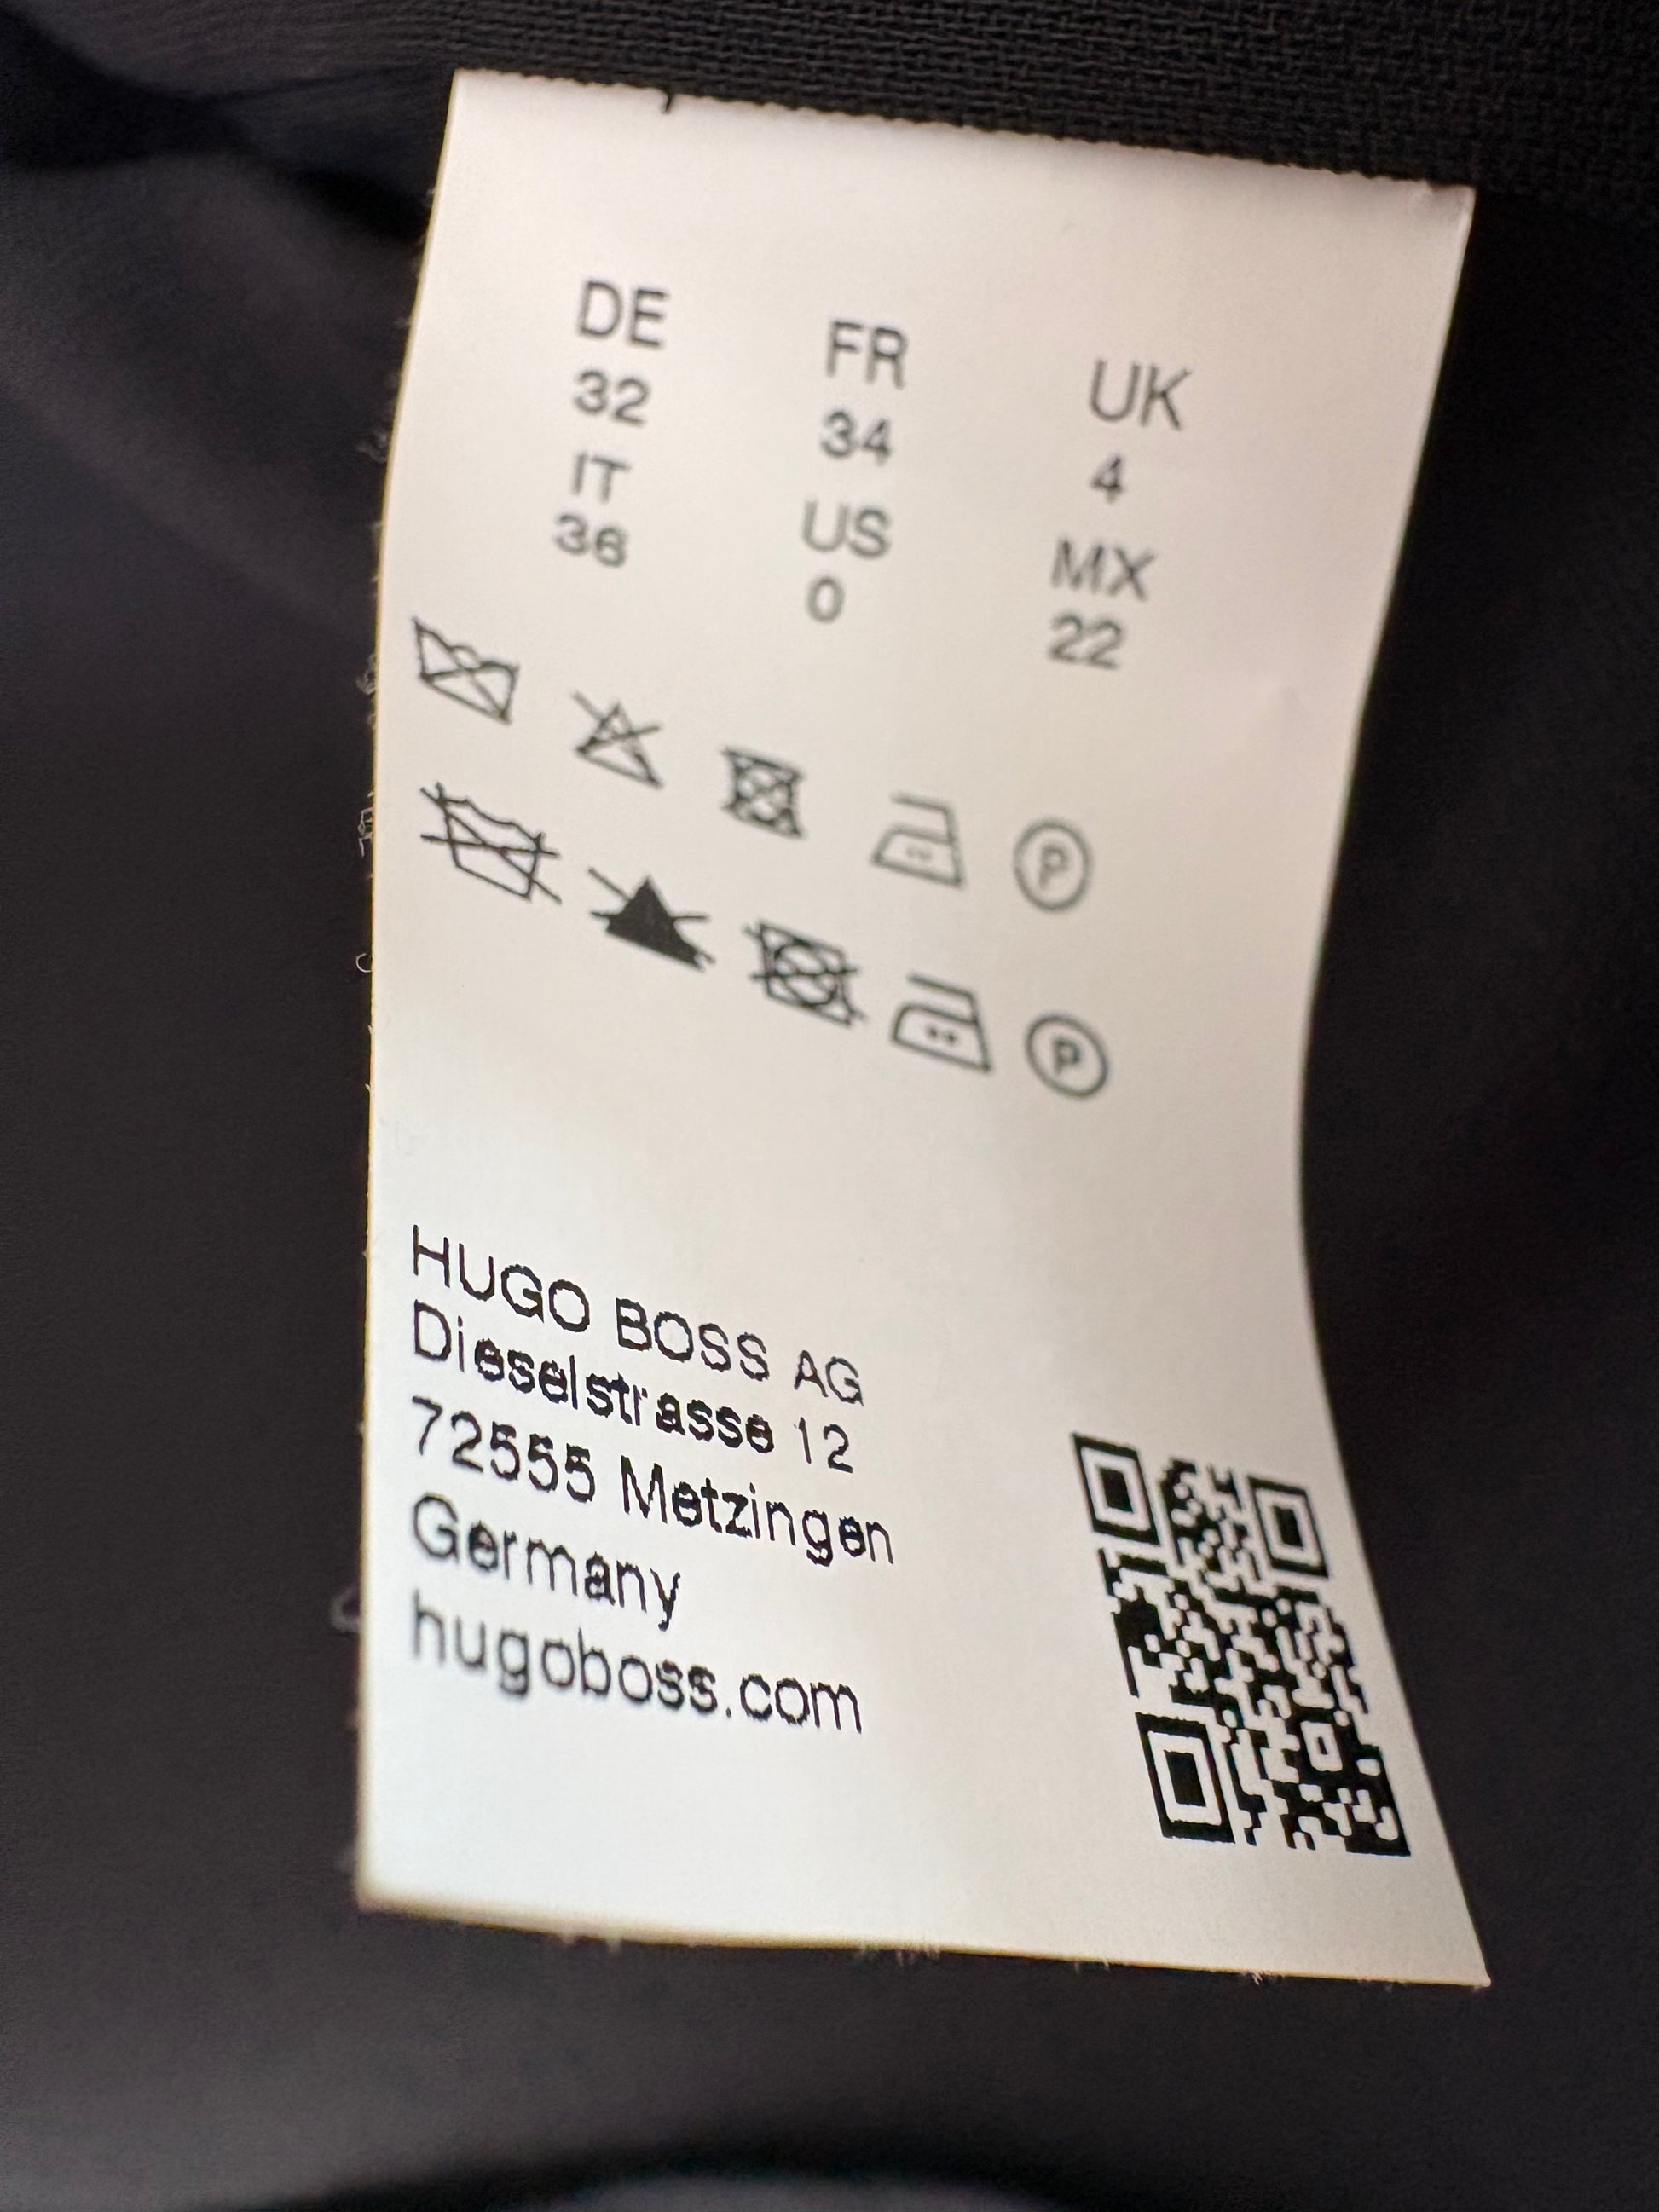 DE FR UK
32 34 4
IT US MX
36 0 22
P
P
HUGO BOSS AG
Dieselstrasse 12
72555 Metzingen
Germany
hugoboss.com